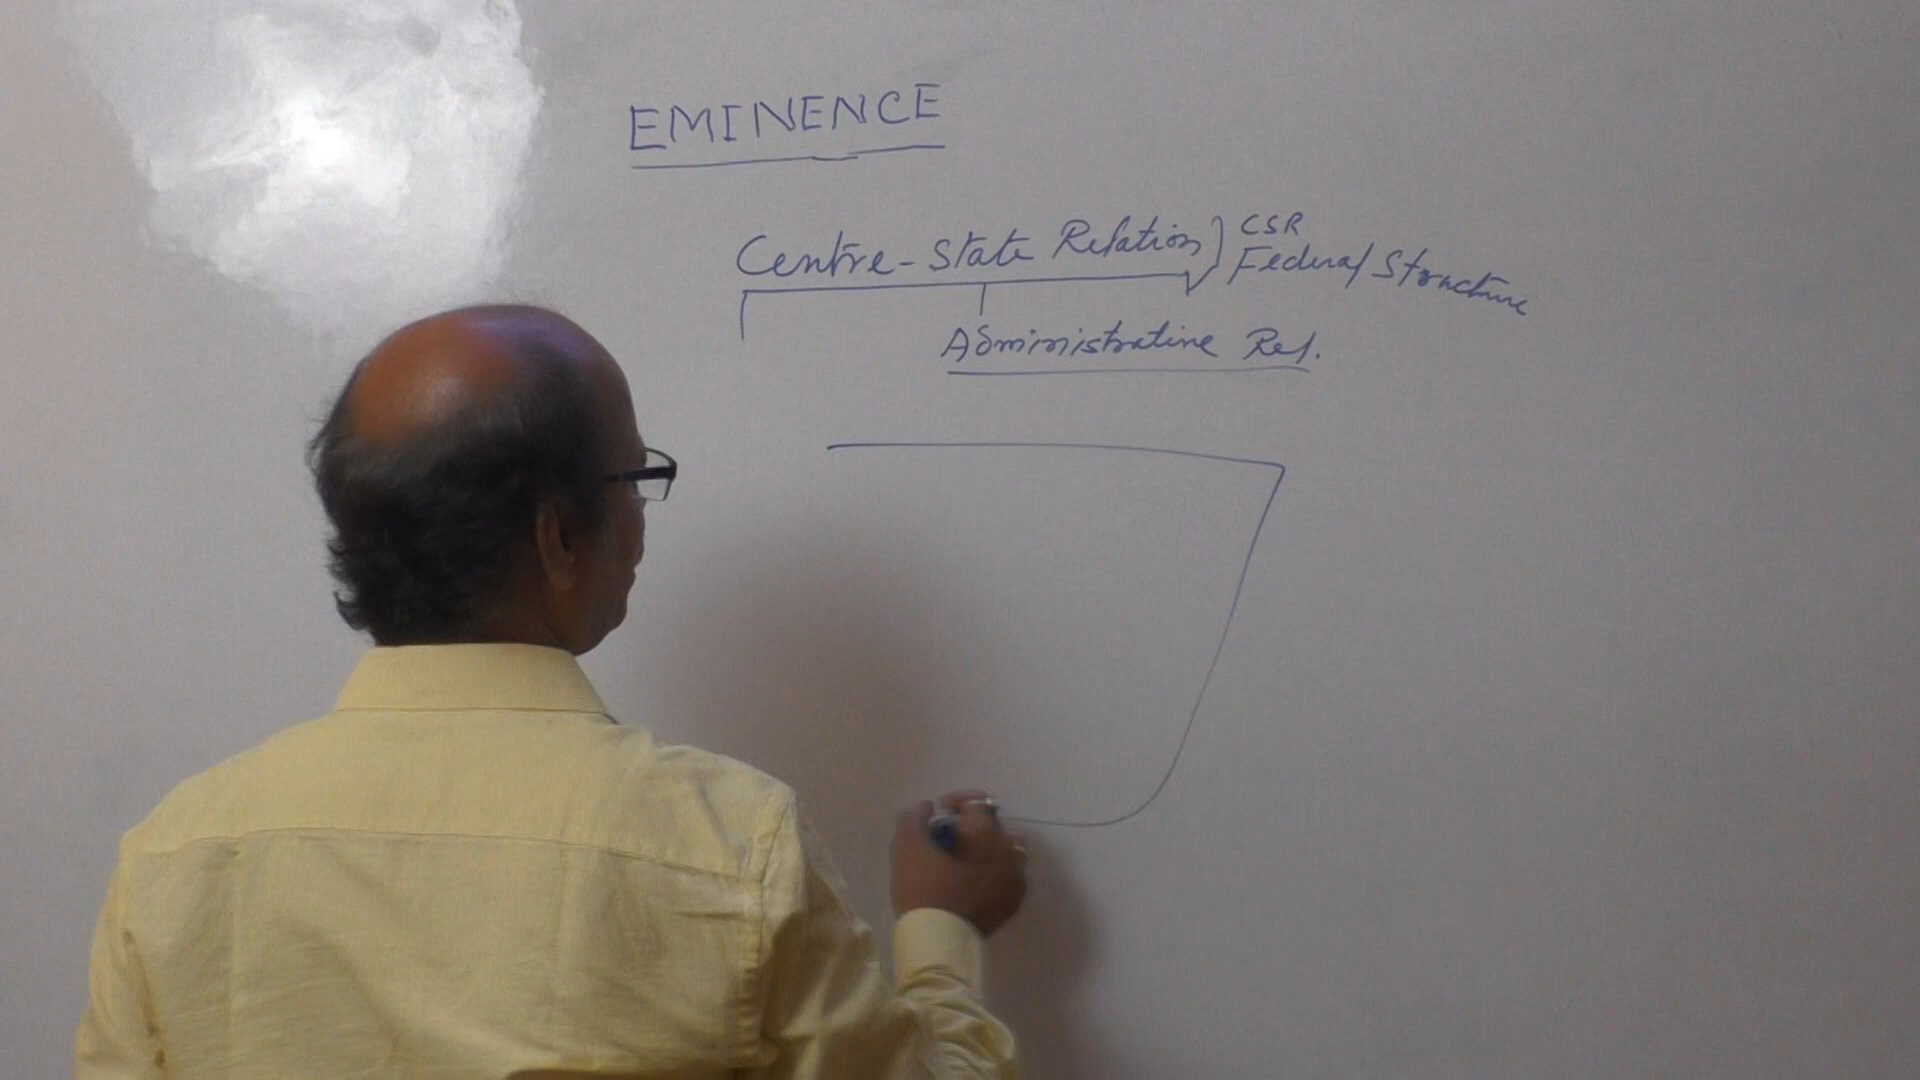 EMINENCE
Centre-State Relation} CSR
Federal Structure
Administrative Rel.